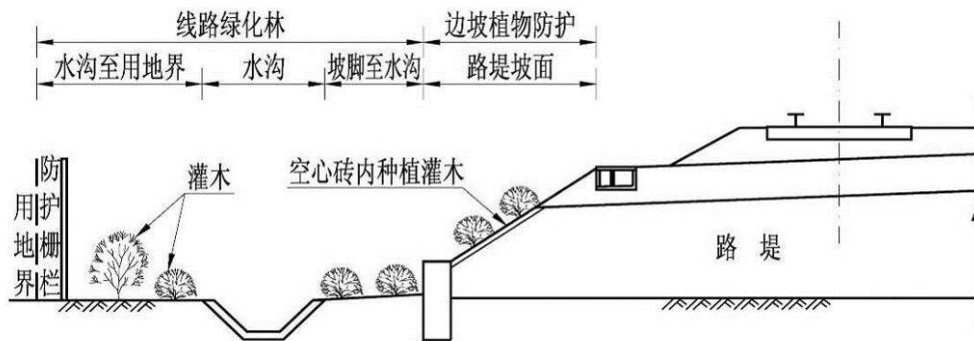 线路绿化林
边坡植物防护
水沟至用地界
水沟
坡脚至水沟
路堤坡面
防护栅栏
用地界
灌木
空心砖内种植灌木
路堤